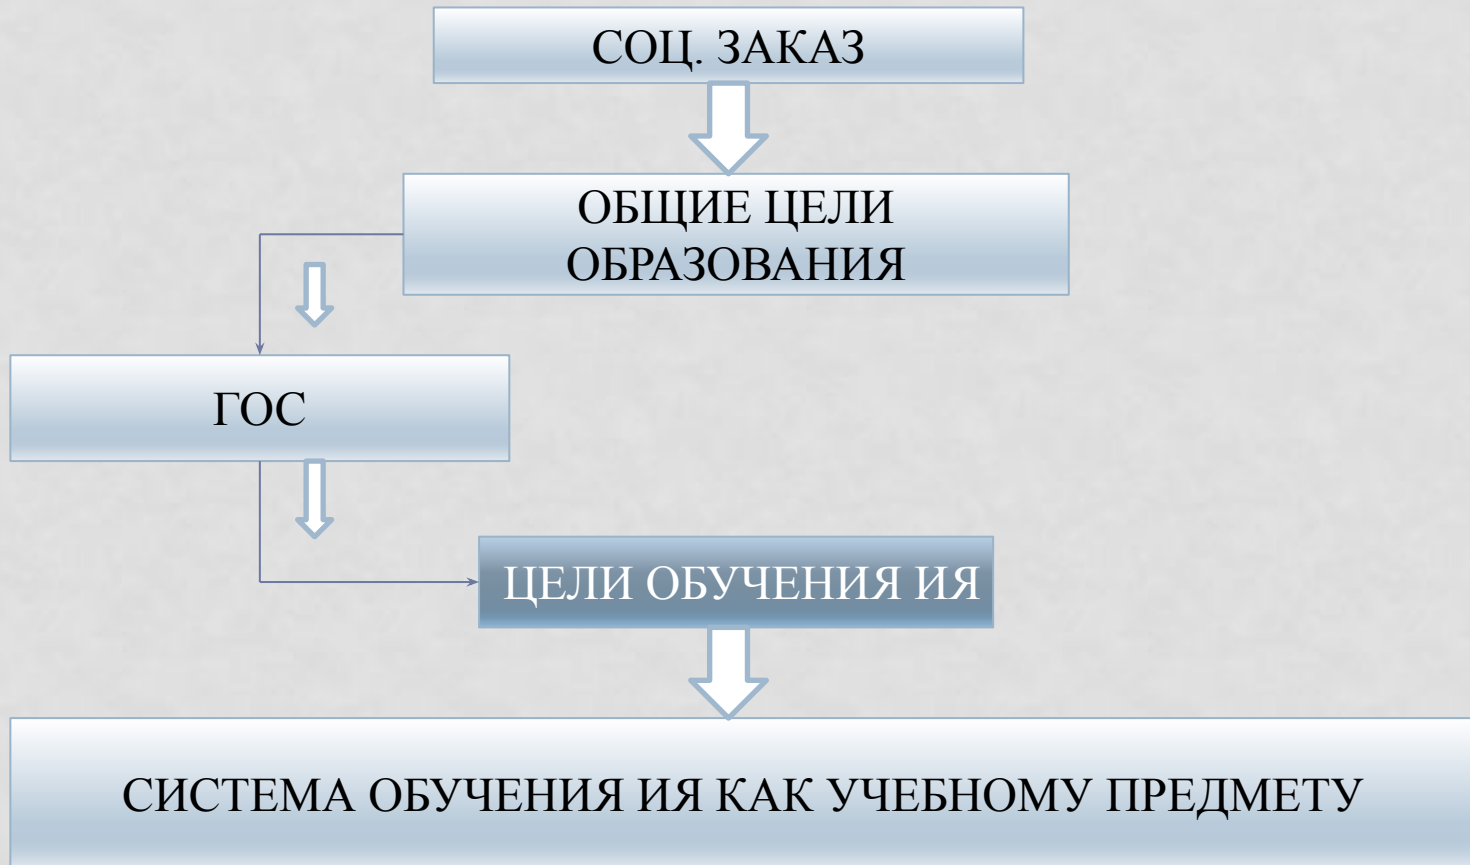 СОЦ. ЗАКАЗ
ОБЩИЕ ЦЕЛИ
ОБРАЗОВАНИЯ
ГОС
ЦЕЛИ ОБУЧЕНИЯ ИЯ
СИСТЕМА ОБУЧЕНИЯ ИЯ КАК УЧЕБНОМУ ПРЕДМЕТУ